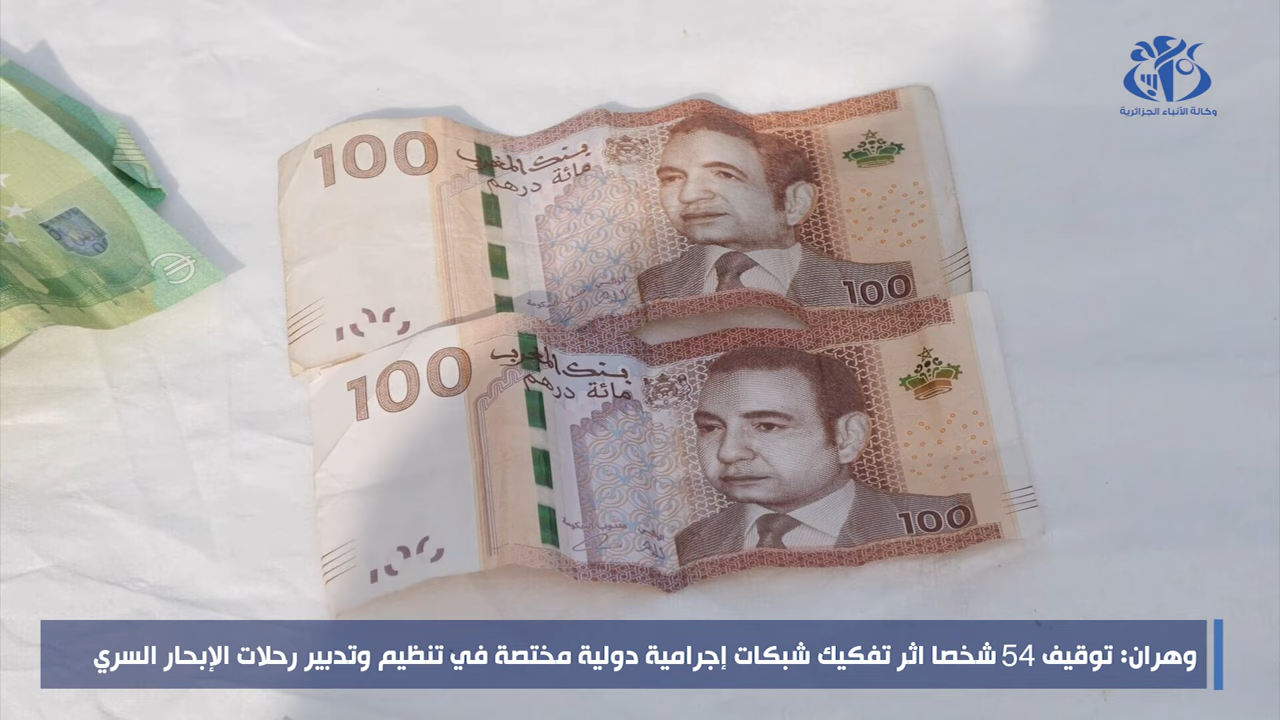 وكالة الأنباء الجزائرية
100
بنك المغرب
مائة درهم
100
100
بنك المغرب
مائة درهم
100
وهران: توقيف 54 شخصا اثر تفكيك شبكات إجرامية دولية مختصة في تنظيم وتدبير رحلات الإبحار السري